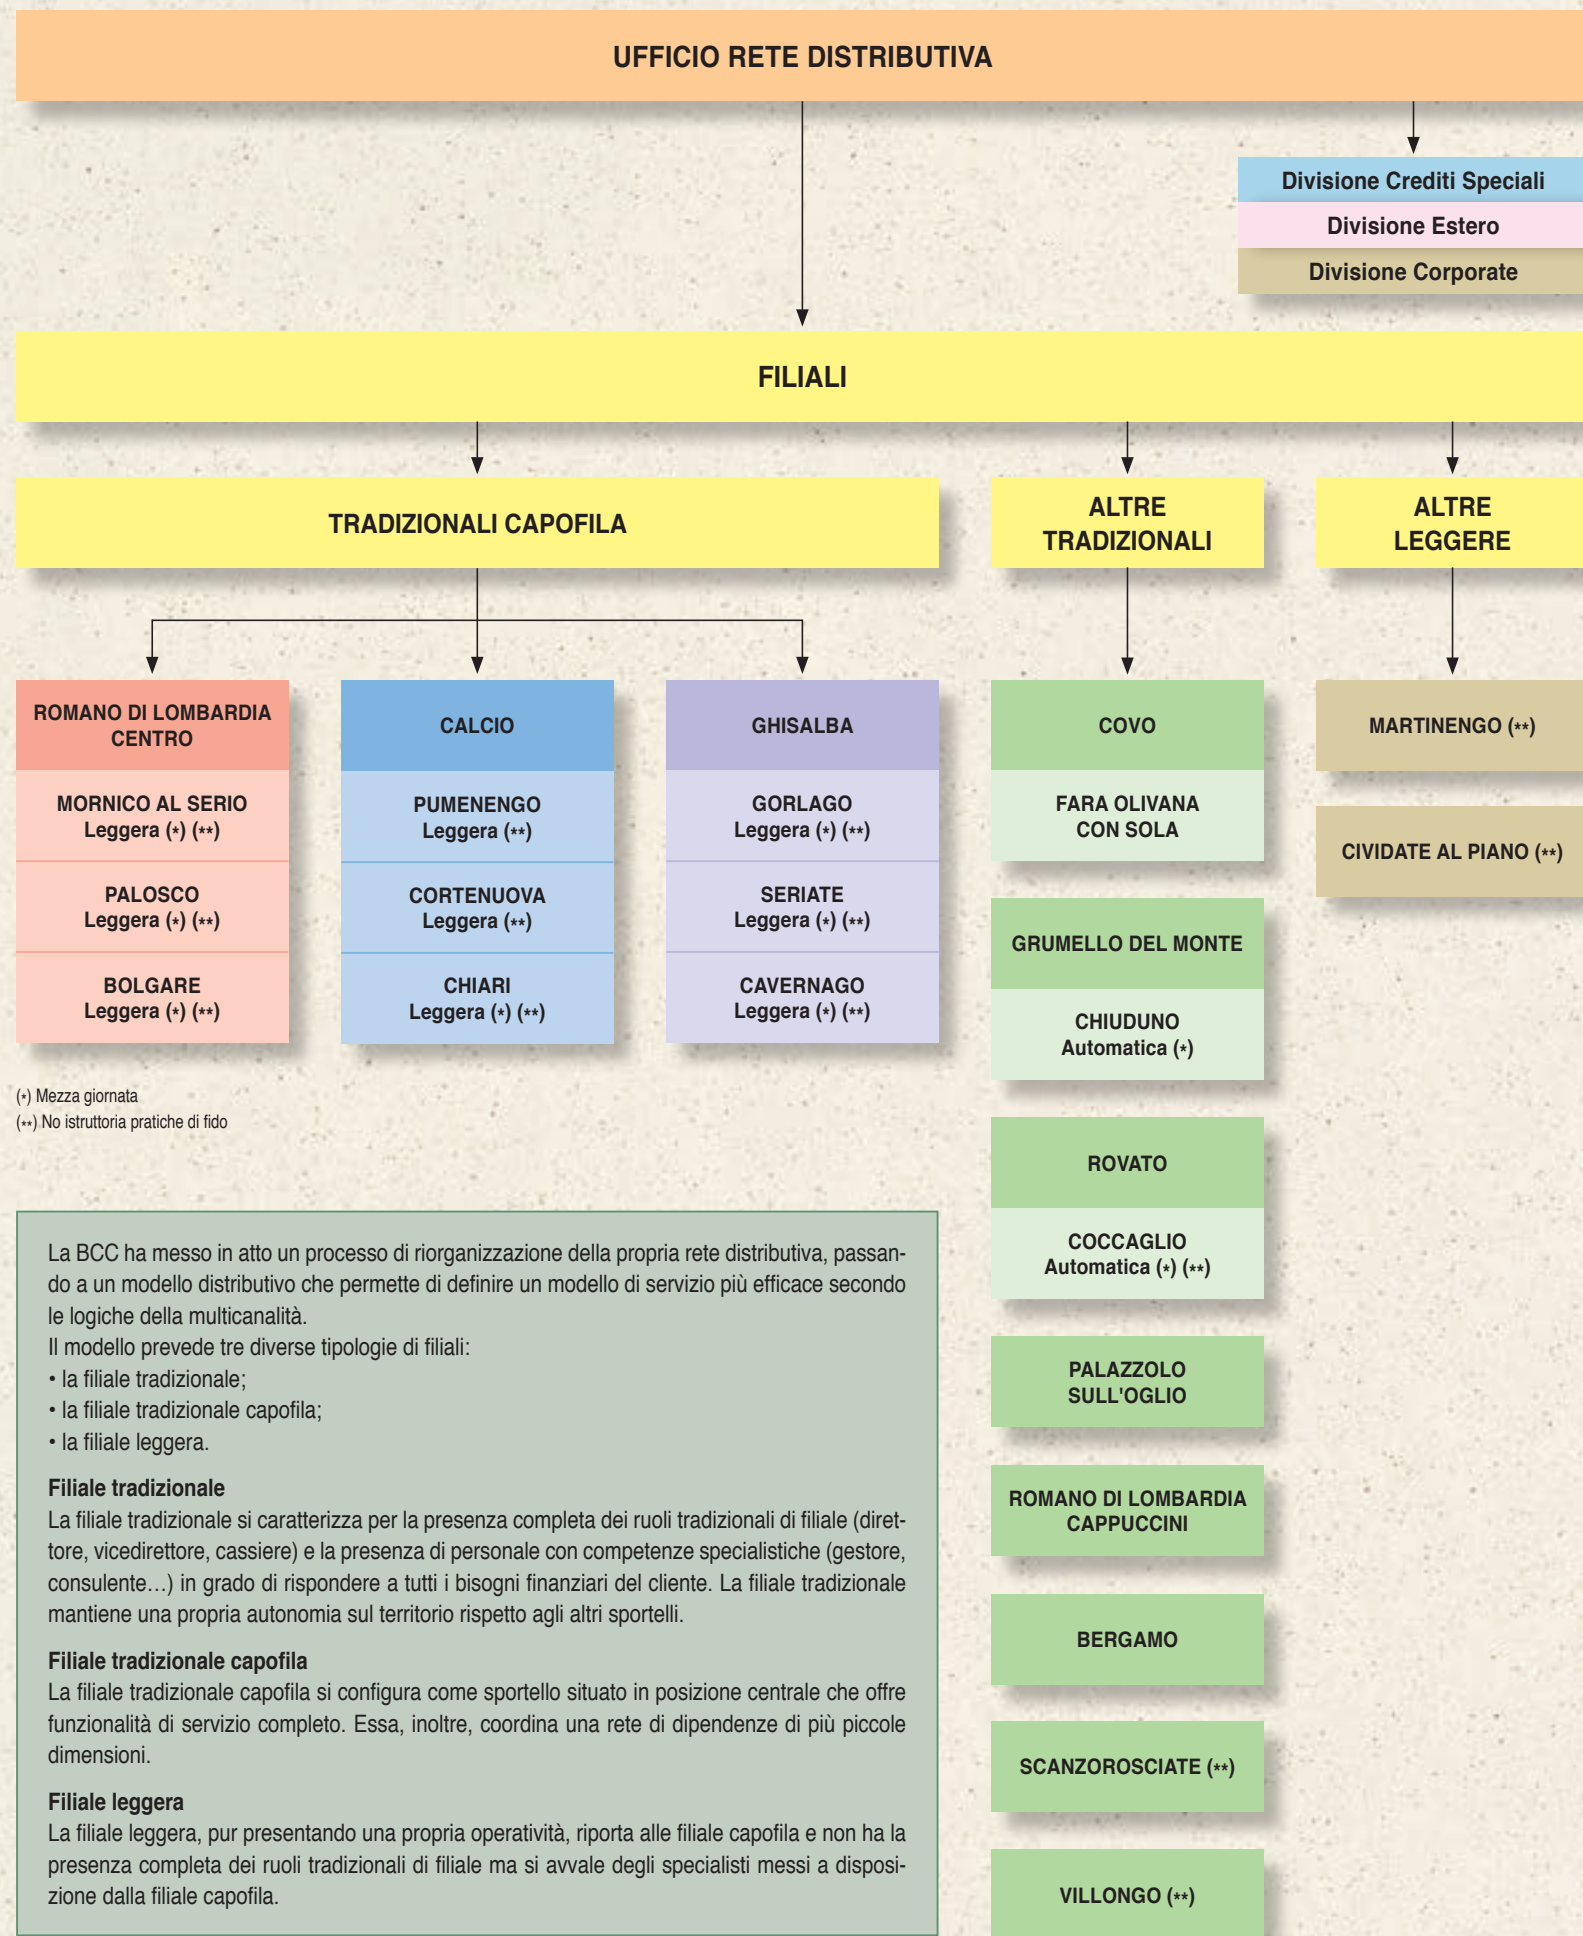 UFFICIO RETE DISTRIBUTIVA
Divisione Crediti Speciali
Divisione Estero
Divisione Corporate
FILIALI
TRADIZIONALI CAPOFILA
ALTRE
TRADIZIONALI
ALTRE
LEGGERE
ROMANO DI LOMBARDIA
CENTRO
MORNICO AL SERIO
Leggera (*) (**)
PALOSCO
Leggera (*) (**)
BOLGARE
Leggera (*) (**)
CALCIO
PUMENENGO
Leggera (**)
CORTENUOVA
Leggera (**)
CHIARI
Leggera (*) (**)
GHISALBA
GORLAGO
Leggera (*) (**)
SERIATE
Leggera (*) (**)
CAVERNAGO
Leggera (*) (**)
COVO
FARA OLIVANA
CON SOLA
GRUMELLO DEL MONTE
CHIUDUNO
Automatica (*)
ROVATO
COCCAGLIO
Automatica (*) (**)
PALAZZOLO
SULL'OGLIO
ROMANO DI LOMBARDIA
CAPPUCCINI
BERGAMO
SCANZOROSCIATE (**)
VILLONGO (**)
MARTINENGO (**)
CIVIDATE AL PIANO (**)
(*) Mezza giornata
(**) No istruttoria pratiche di fido
La BCC ha messo in atto un processo di riorganizzazione della propria rete distributiva, passan-
do a un modello distributivo che permette di definire un modello di servizio più efficace secondo
le logiche della multicanalità.
Il modello prevede tre diverse tipologie di filiali:
• la filiale tradizionale;
• la filiale tradizionale capofila;
• la filiale leggera.
Filiale tradizionale
La filiale tradizionale si caratterizza per la presenza completa dei ruoli tradizionali di filiale (diret-
tore, vicedirettore, cassiere) e la presenza di personale con competenze specialistiche (gestore,
consulente…) in grado di rispondere a tutti i bisogni finanziari del cliente. La filiale tradizionale
mantiene una propria autonomia sul territorio rispetto agli altri sportelli.
Filiale tradizionale capofila
La filiale tradizionale capofila si configura come sportello situato in posizione centrale che offre
funzionalità di servizio completo. Essa, inoltre, coordina una rete di dipendenze di più piccole
dimensioni.
Filiale leggera
La filiale leggera, pur presentando una propria operatività, riporta alle filiale capofila e non ha la
presenza completa dei ruoli tradizionali di filiale ma si avvale degli specialisti messi a disposi-
zione dalla filiale capofila.